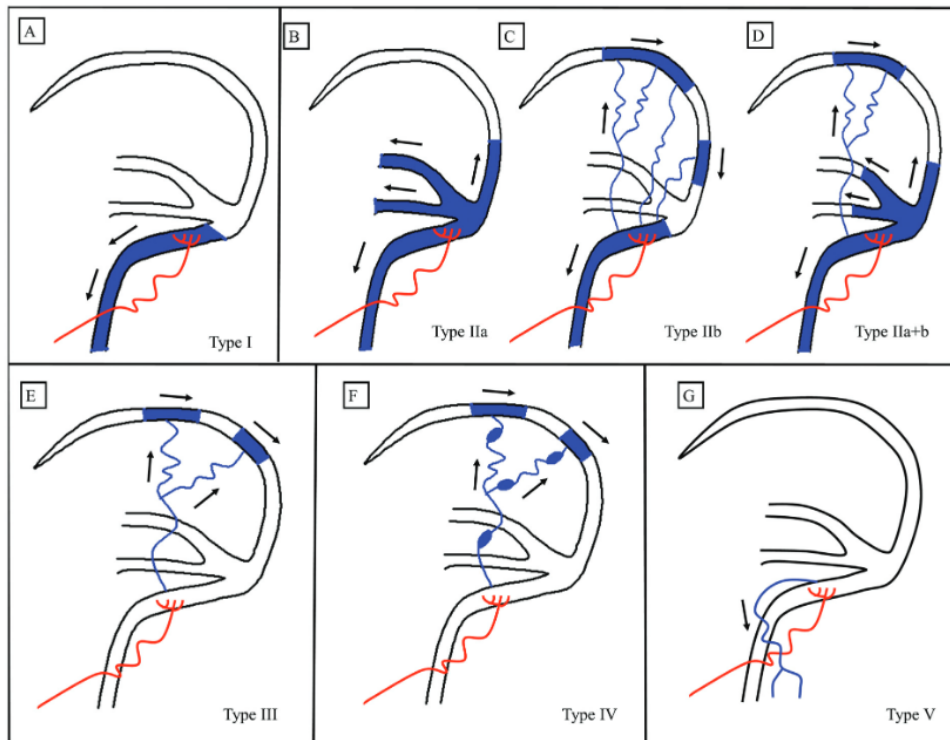 A
Type I
B
Type IIa
C
Type IIb
D
Type IIa+b
E
Type III
F
Type IV
G
Type V